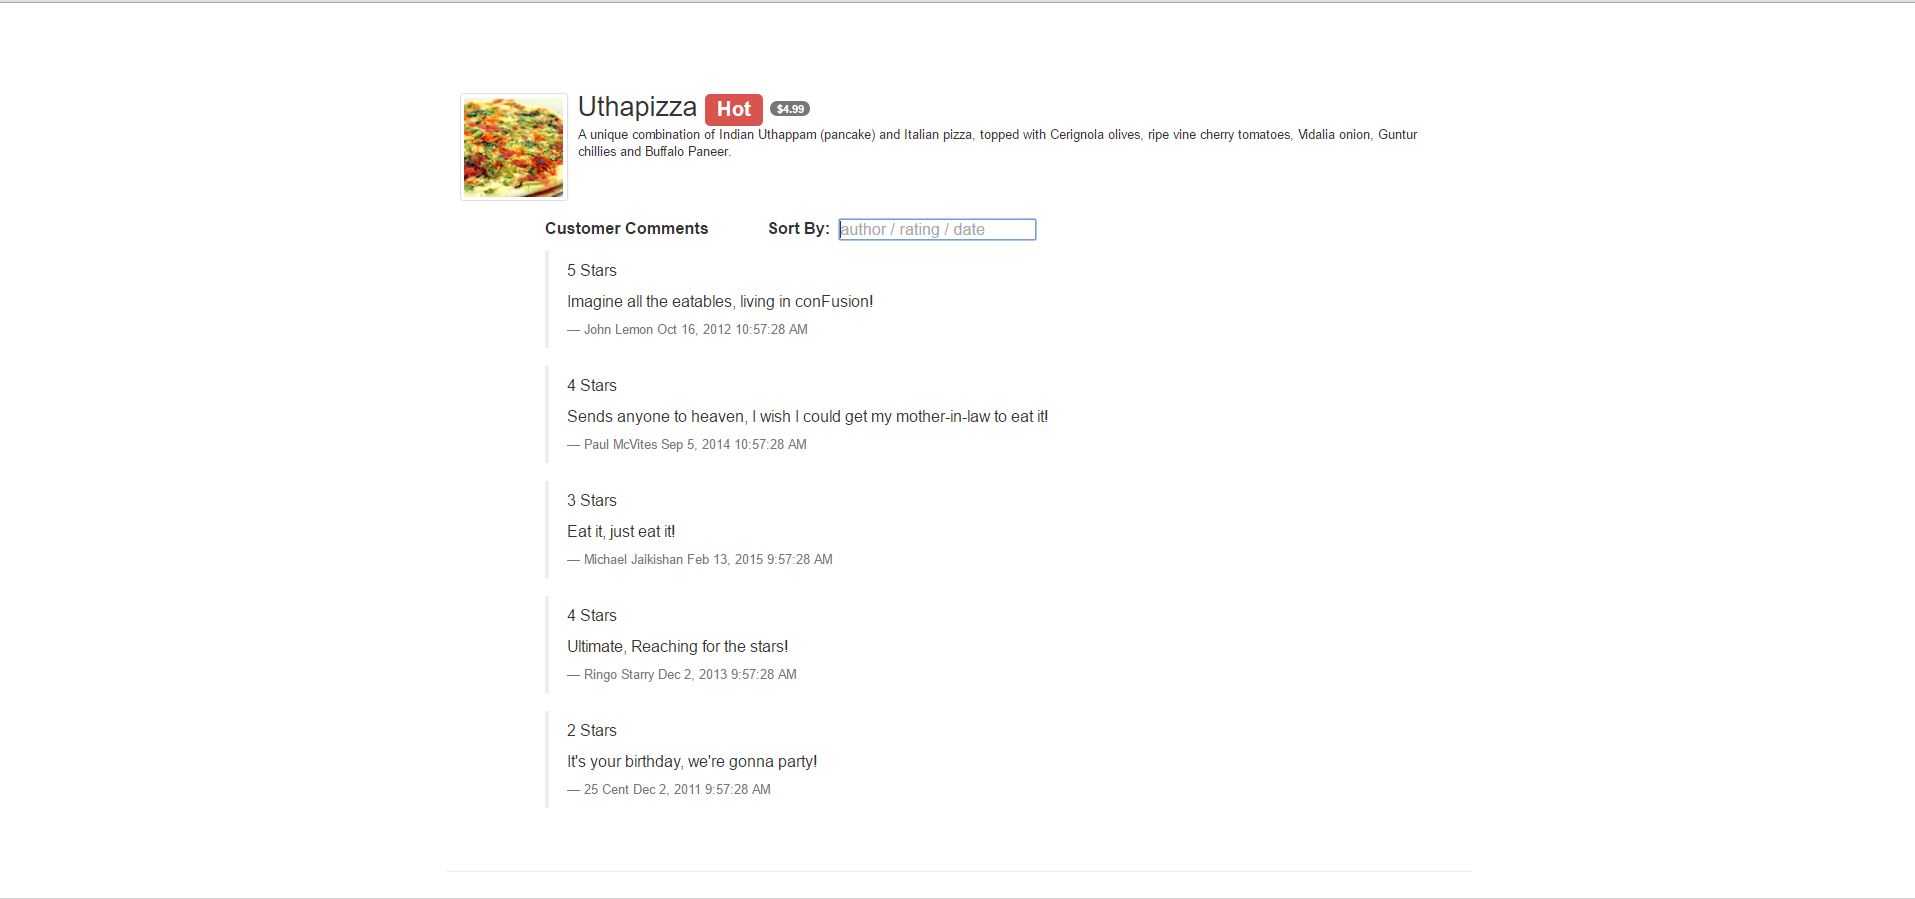 Uthapizza Hot $4.99
A unique combination of Indian Uthappam (pancake) and Italian pizza, topped with Cerignola olives, ripe vine cherry tomatoes, Vidalia onion, Guntur
chillies and Buffalo Paneer.
Customer Comments Sort By: author / rating / date
5 Stars
Imagine all the eatables, living in conFusion!
— John Lemon Oct 16, 2012 10:57:28 AM
4 Stars
Sends anyone to heaven, I wish I could get my mother-in-law to eat it!
— Paul McVites Sep 5, 2014 10:57:28 AM
3 Stars
Eat it, just eat it!
— Michael Jaikishan Feb 13, 2015 9:57:28 AM
4 Stars
Ultimate, Reaching for the stars!
— Ringo Starry Dec 2, 2013 9:57:28 AM
2 Stars
It's your birthday, we're gonna party!
— 25 Cent Dec 2, 2011 9:57:28 AM